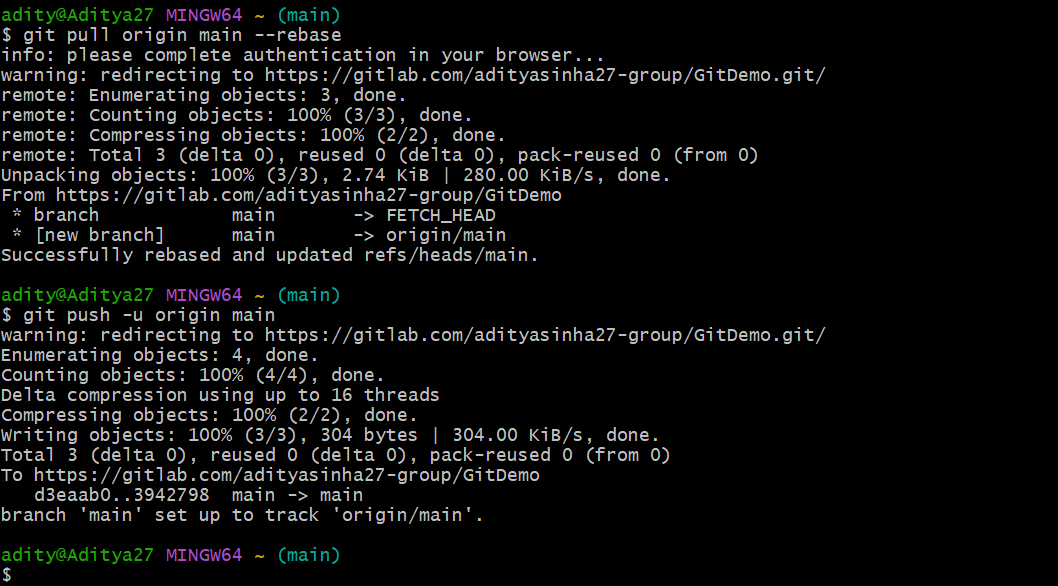 adity@Aditya27 MINGW64 ~ (main)
$ git pull origin main --rebase
info: please complete authentication in your browser...
warning: redirecting to https://gitlab.com/adityasinha27-group/GitDemo.git/
remote: Enumerating objects: 3, done.
remote: Counting objects: 100% (3/3), done.
remote: Compressing objects: 100% (2/2), done.
remote: Total 3 (delta 0), reused 0 (delta 0), pack-reused 0 (from 0)
Unpacking objects: 100% (3/3), 2.74 KiB | 280.00 KiB/s, done.
From https://gitlab.com/adityasinha27-group/GitDemo
 * branch            main       -> FETCH_HEAD
 * [new branch]      main       -> origin/main
Successfully rebased and updated refs/heads/main.
adity@Aditya27 MINGW64 ~ (main)
$ git push -u origin main
warning: redirecting to https://gitlab.com/adityasinha27-group/GitDemo.git/
Enumerating objects: 4, done.
Counting objects: 100% (4/4), done.
Delta compression using up to 16 threads
Compressing objects: 100% (2/2), done.
Writing objects: 100% (3/3), 304 bytes | 304.00 KiB/s, done.
Total 3 (delta 0), reused 0 (delta 0), pack-reused 0 (from 0)
To https://gitlab.com/adityasinha27-group/GitDemo
   d3eaab0..3942798  main -> main
branch 'main' set up to track 'origin/main'.
adity@Aditya27 MINGW64 ~ (main)
$